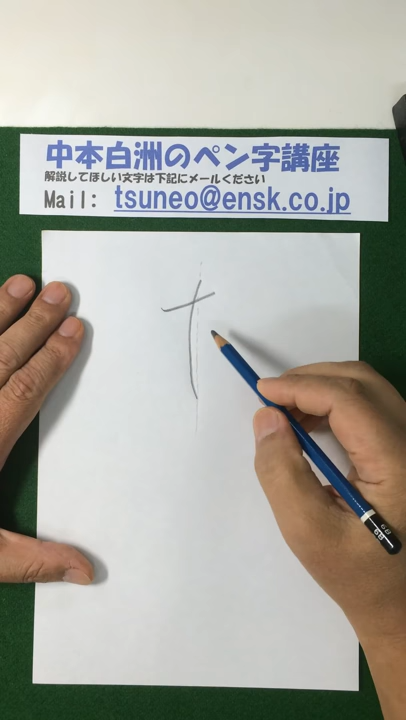 中本白洲のペン字講座
解説してほしい文字は下記にメールください
Mail: tsuneo@ensk.co.jp
6B